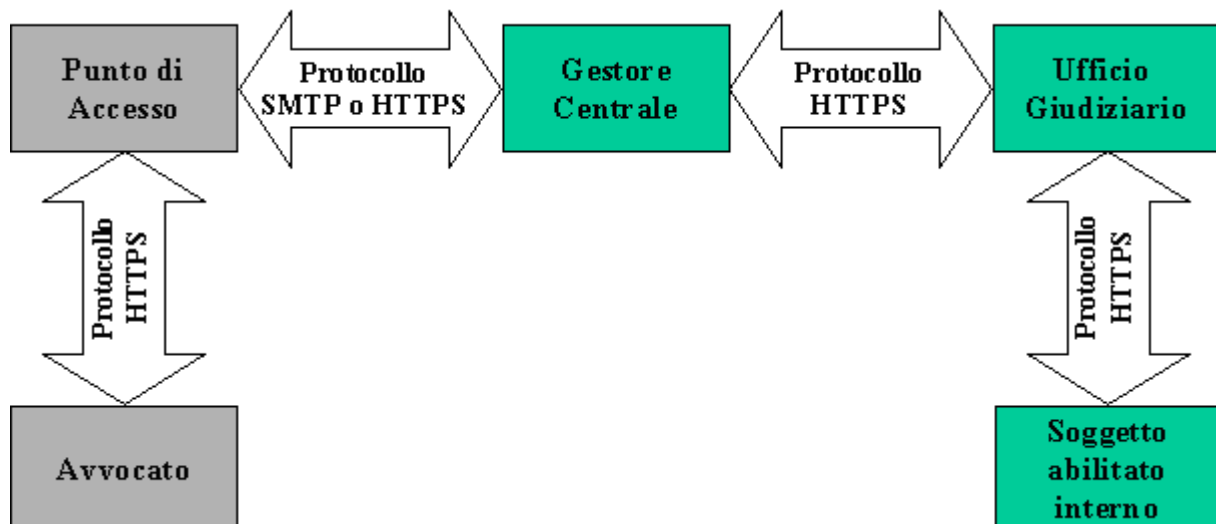 Punto di
Accesso
Protocollo
SMTP o HTTPS
Gestore
Centrale
Protocollo
HTTPS
Ufficio
Giudiziario
Protocollo
HTTPS
Protocollo
HTTPS
Avvocato
Soggetto
abilitato
interno